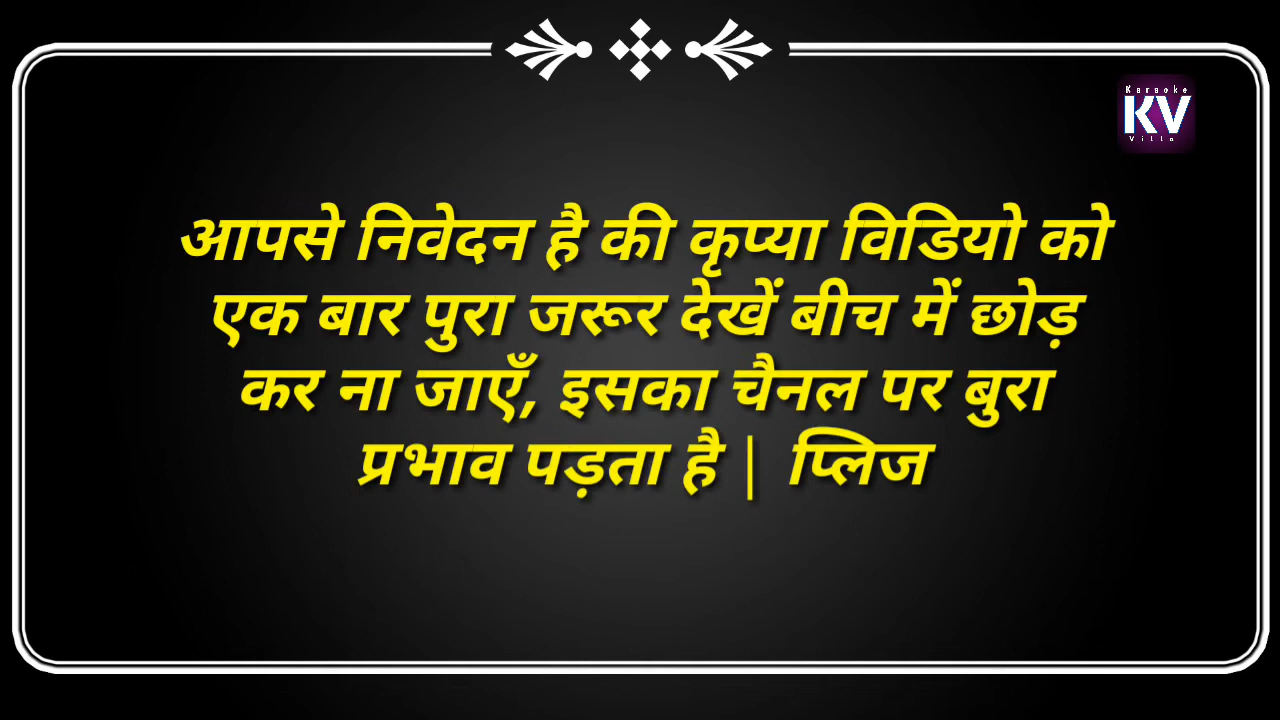 Karaoke
KV
Villa
आपसे निवेदन है की कृप्या विडियो को
एक बार पुरा जरूर देखें बीच में छोड़
कर ना जाएँ, इसका चैनल पर बुरा
प्रभाव पड़ता है | प्लिज